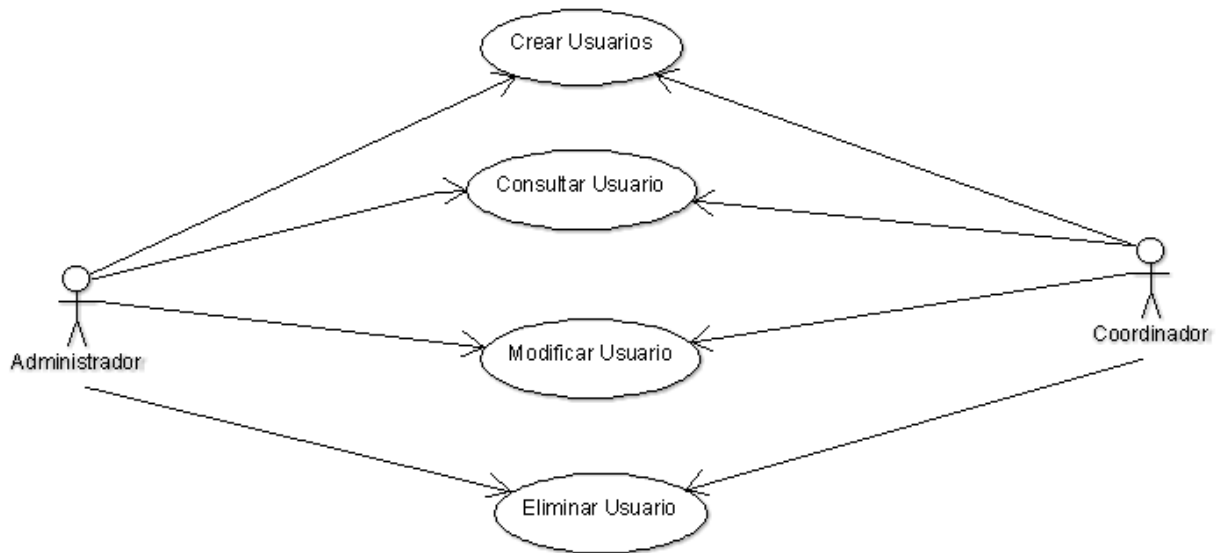 Crear Usuarios
Consultar Usuario
Administrador
Coordinador
Modificar Usuario
Eliminar Usuario